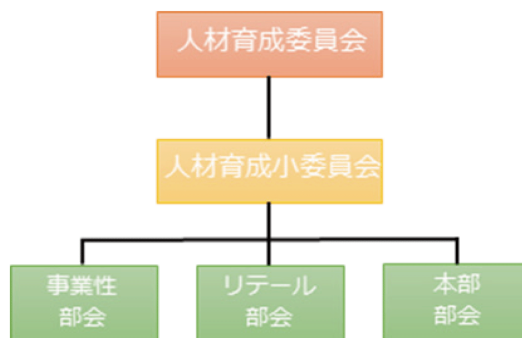 人材育成委員会
人材育成小委員会
事業性
部会
リテール
部会
本部
部会